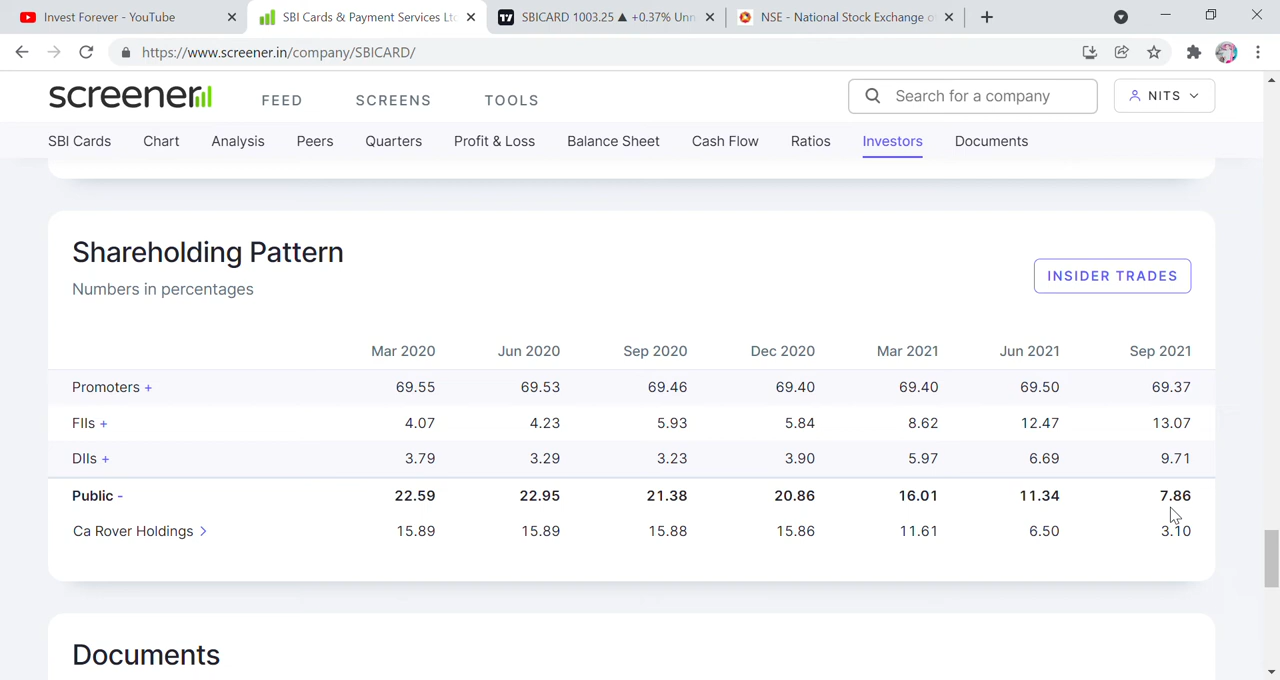 Invest Forever - YouTube
SBI Cards & Payment Services Ltd
SBICARD 1003.25 ▲ +0.37% Unn
NSE - National Stock Exchange o
https://www.screener.in/company/SBICARD/
screener
FEED
SCREENS
TOOLS
Search for a company
NITS
SBI Cards Chart Analysis Peers Quarters Profit & Loss Balance Sheet Cash Flow Ratios Investors Documents
Shareholding Pattern
Numbers in percentages
INSIDER TRADES
Mar 2020 Jun 2020 Sep 2020 Dec 2020 Mar 2021 Jun 2021 Sep 2021
Promoters + 69.55 69.53 69.46 69.40 69.40 69.50 69.37
FIIs + 4.07 4.23 5.93 5.84 8.62 12.47 13.07
DIIs + 3.79 3.29 3.23 3.90 5.97 6.69 9.71
Public - 22.59 22.95 21.38 20.86 16.01 11.34 7.86
Ca Rover Holdings > 15.89 15.89 15.88 15.86 11.61 6.50 3.10
Documents